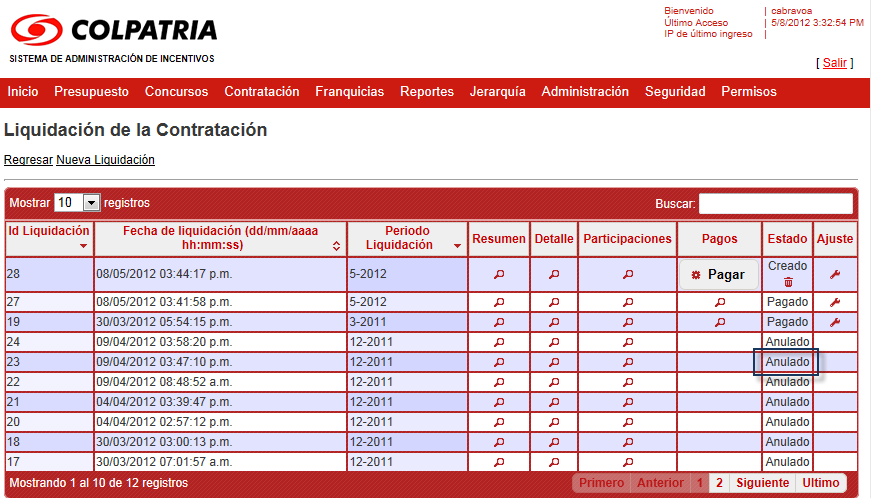 COLPATRIA
SISTEMA DE ADMINISTRACIÓN DE INCENTIVOS
Bienvenido | cabravoa
Último Acceso | 5/8/2012 3:32:54 PM
IP de último ingreso |
[ Salir ]
Inicio Presupuesto Concursos Contratación Franquicias Reportes Jerarquía Administración Seguridad Permisos
Liquidación de la Contratación
Regresar Nueva Liquidación
Mostrar 10 registros Buscar:
Id Liquidación Fecha de liquidación (dd/mm/aaaa hh:mm:ss) Periodo Liquidación Resumen Detalle Participaciones Pagos Estado Ajuste
28 08/05/2012 03:44:17 p.m. 5-2012 Pagar Creado
27 08/05/2012 03:41:58 p.m. 5-2012 Pagado
19 30/03/2012 05:54:15 p.m. 3-2011 Pagado
24 09/04/2012 03:58:20 p.m. 12-2011 Anulado
23 09/04/2012 03:47:10 p.m. 12-2011 Anulado
22 09/04/2012 08:48:52 a.m. 12-2011 Anulado
21 04/04/2012 03:39:47 p.m. 12-2011 Anulado
20 04/04/2012 02:57:12 p.m. 12-2011 Anulado
18 30/03/2012 03:00:13 p.m. 12-2011 Anulado
17 30/03/2012 07:01:57 a.m. 12-2011 Anulado
Mostrando 1 al 10 de 12 registros Primero Anterior 1 2 Siguiente Ultimo